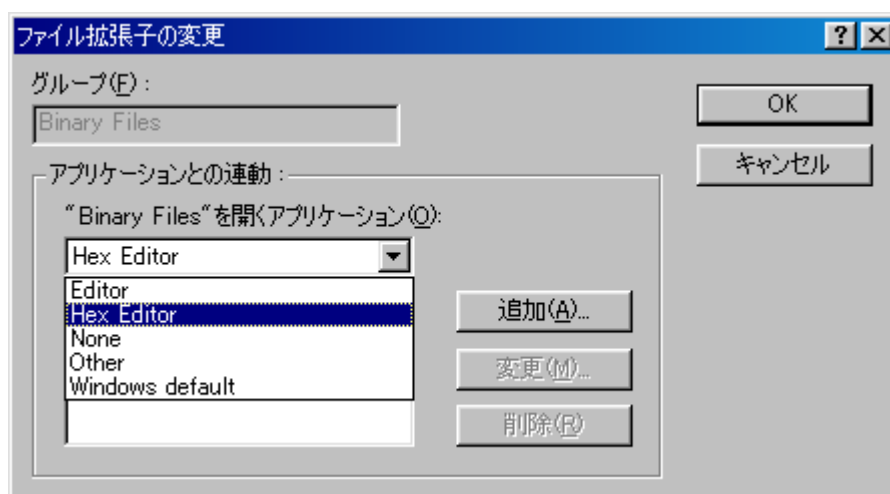 ファイル拡張子の変更
グループ(F) :
Binary Files
OK
キャンセル
アプリケーションとの連動 :
"Binary Files"を開くアプリケーション(O):
Hex Editor
Editor
Hex Editor
None
Other
Windows default
追加(A)...
変更(M)...
削除(R)